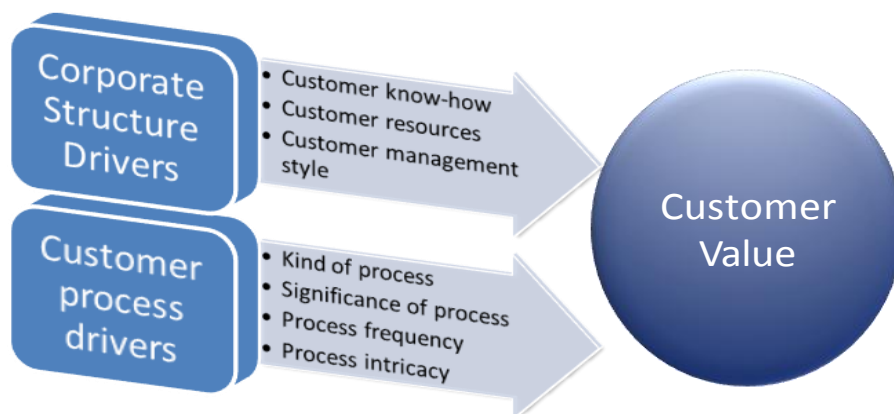 Corporate
Structure
Drivers
• Customer know-how
• Customer resources
• Customer management
style
Customer
process
drivers
• Kind of process
• Significance of process
• Process frequency
• Process intricacy
Customer
Value